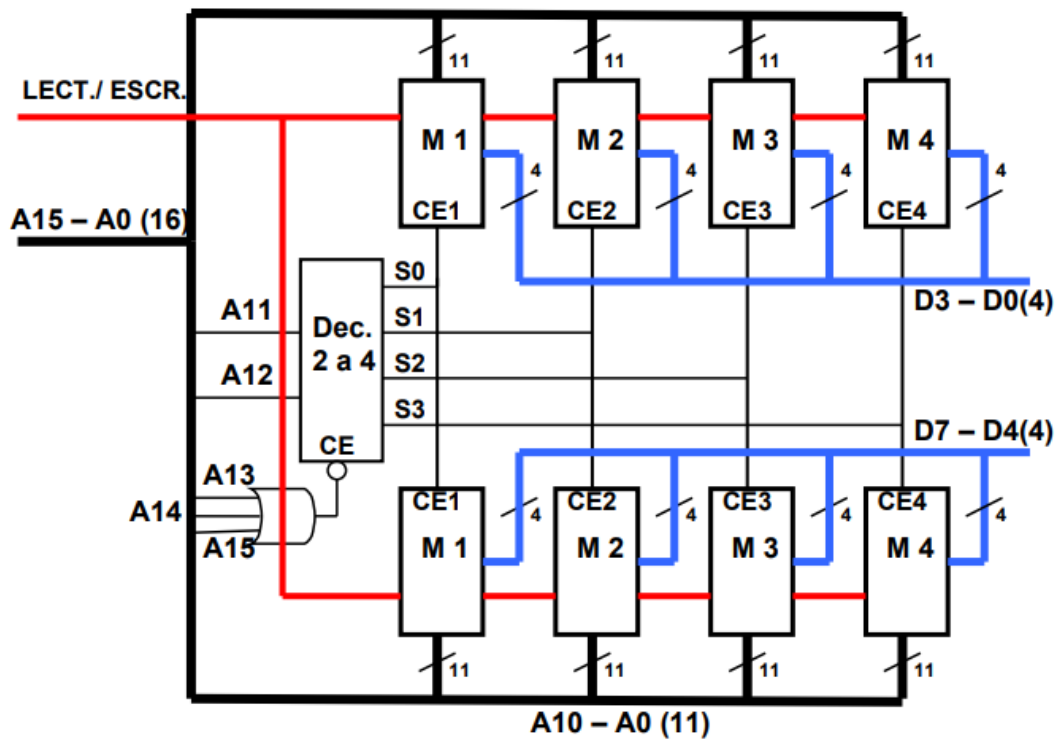 11 11 11 11
LECT./ ESCR.
M 1 M 2 M 3 M 4
4 4 4 4
CE1 CE2 CE3 CE4
A15 – A0 (16)
S0
D3 – D0(4)
A11
Dec.
2 a 4
S1
A12
S2
S3
CE
D7 – D4(4)
A13
A14
A15
CE1 CE2 CE3 CE4
4 4 4 4
M 1 M 2 M 3 M 4
11 11 11 11
A10 – A0 (11)